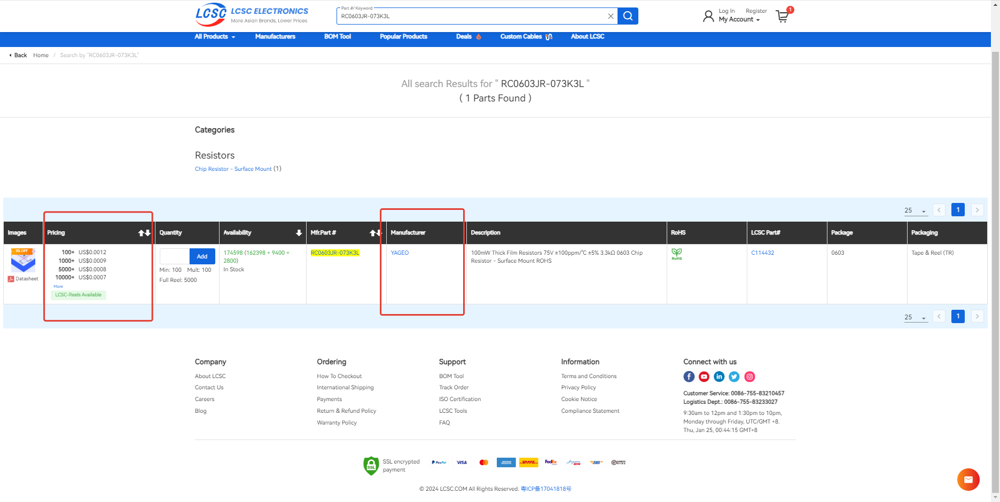 LCSC LCSC ELECTRONICS
More Asian Brands, Lower Prices
Part #/ Keyword
RC0603JR-073K3L
Log In Register
My Account
1
All Products Manufacturers BOM Tool Popular Products Deals Custom Cables About LCSC
Back Home / Search by "RC0603JR-073K3L"
All search Results for " RC0603JR-073K3L "
( 1 Parts Found )
Categories
Resistors
Chip Resistor - Surface Mount (1)
25 1
Images Pricing Quantity Availability Mfr.Part # Manufacturer Description RoHS LCSC Part# Package Packaging
5% OFF
Datasheet
100+ US$0.0012
1000+ US$0.0009
5000+ US$0.0008
10000+ US$0.0007
More
LCSC-Reels Available
Add
Min: 100 Mult: 100
Full Reel: 5000
174598 (162398 + 9400 +
2800)
In Stock
RC0603JR-073K3L
YAGEO
100mW Thick Film Resistors 75V ±100ppm/℃ ±5% 3.3kΩ 0603 Chip
Resistor - Surface Mount ROHS
RoHS
C114432
0603
Tape & Reel (TR)
25 1
Company
About LCSC
Contact Us
Careers
Blog
Ordering
How To Checkout
International Shipping
Payments
Return & Refund Policy
Warranty Policy
Support
BOM Tool
Track Order
ISO Certification
LCSC Tools
FAQ
Information
Terms and Conditions
Privacy Policy
Cookie Notice
Compliance Statement
Connect with us
Customer Service: 0086-755-83210457
Logistics Dept.: 0086-755-83233027
9:30am to 12pm and 1:30pm to 10pm,
Monday through Friday, UTC/GMT +8.
Thu, Jan 25, 00:44:15 GMT+8
SSL
SSL encrypted
payment
PayPal VISA DHL FedEx EMS
© 2024 LCSC.COM All Rights Reserved. 粤ICP备17041818号